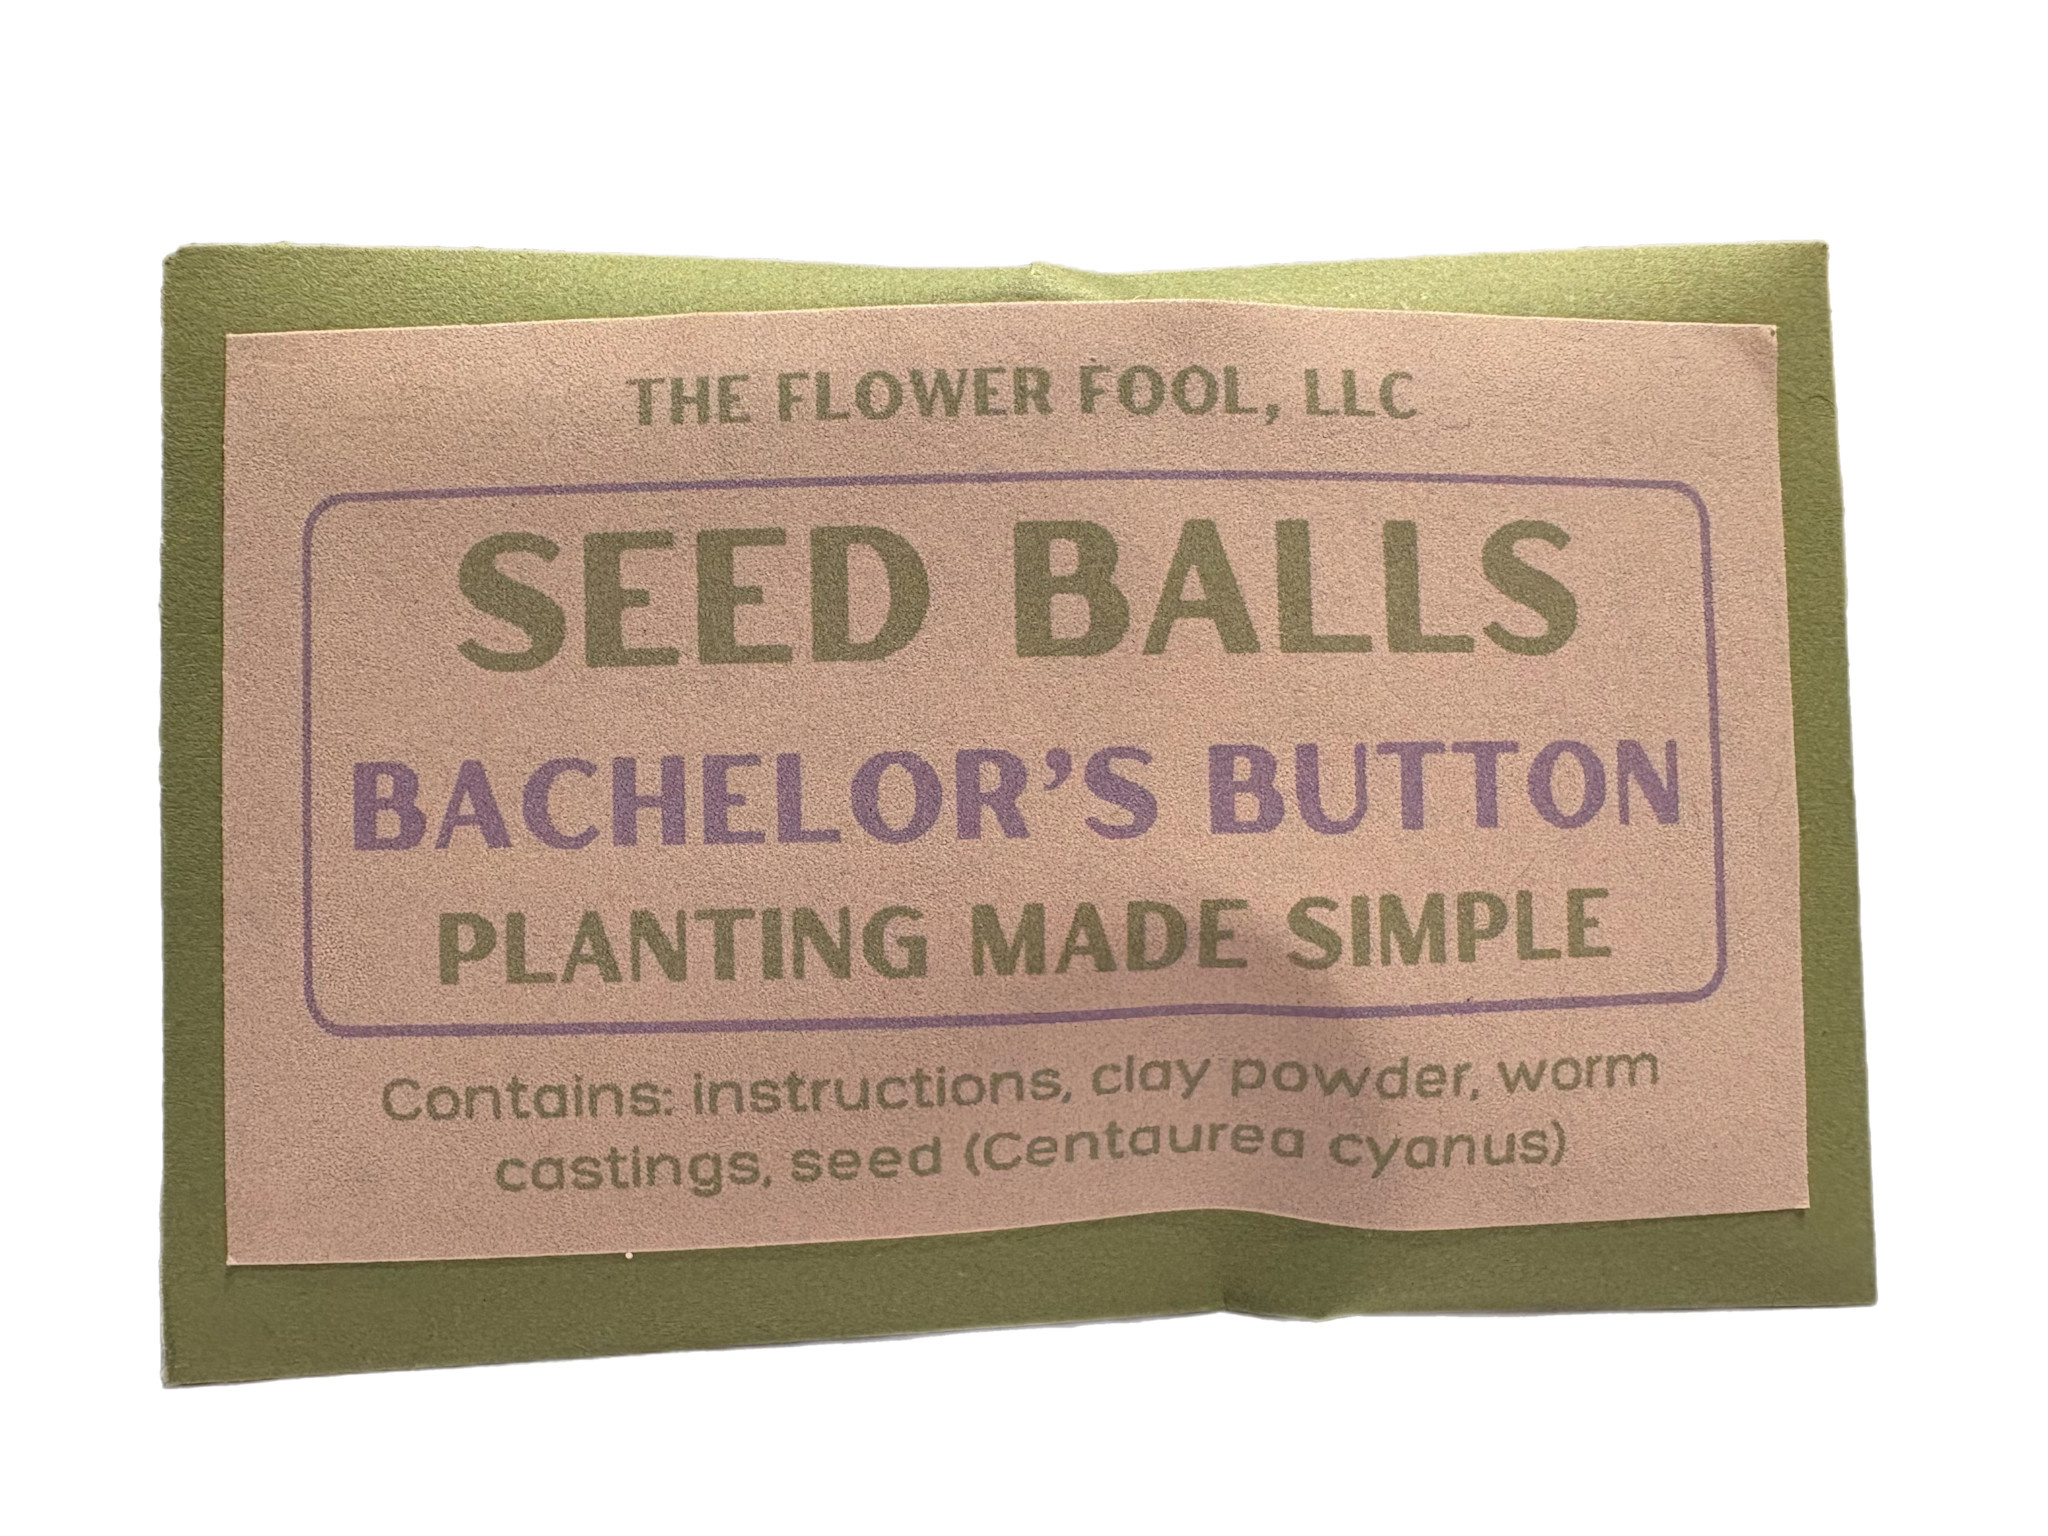 THE FLOWER FOOL, LLC
SEED BALLS
BACHELOR'S BUTTON
PLANTING MADE SIMPLE
Contains: instructions, clay powder, worm
castings, seed (Centaurea cyanus)